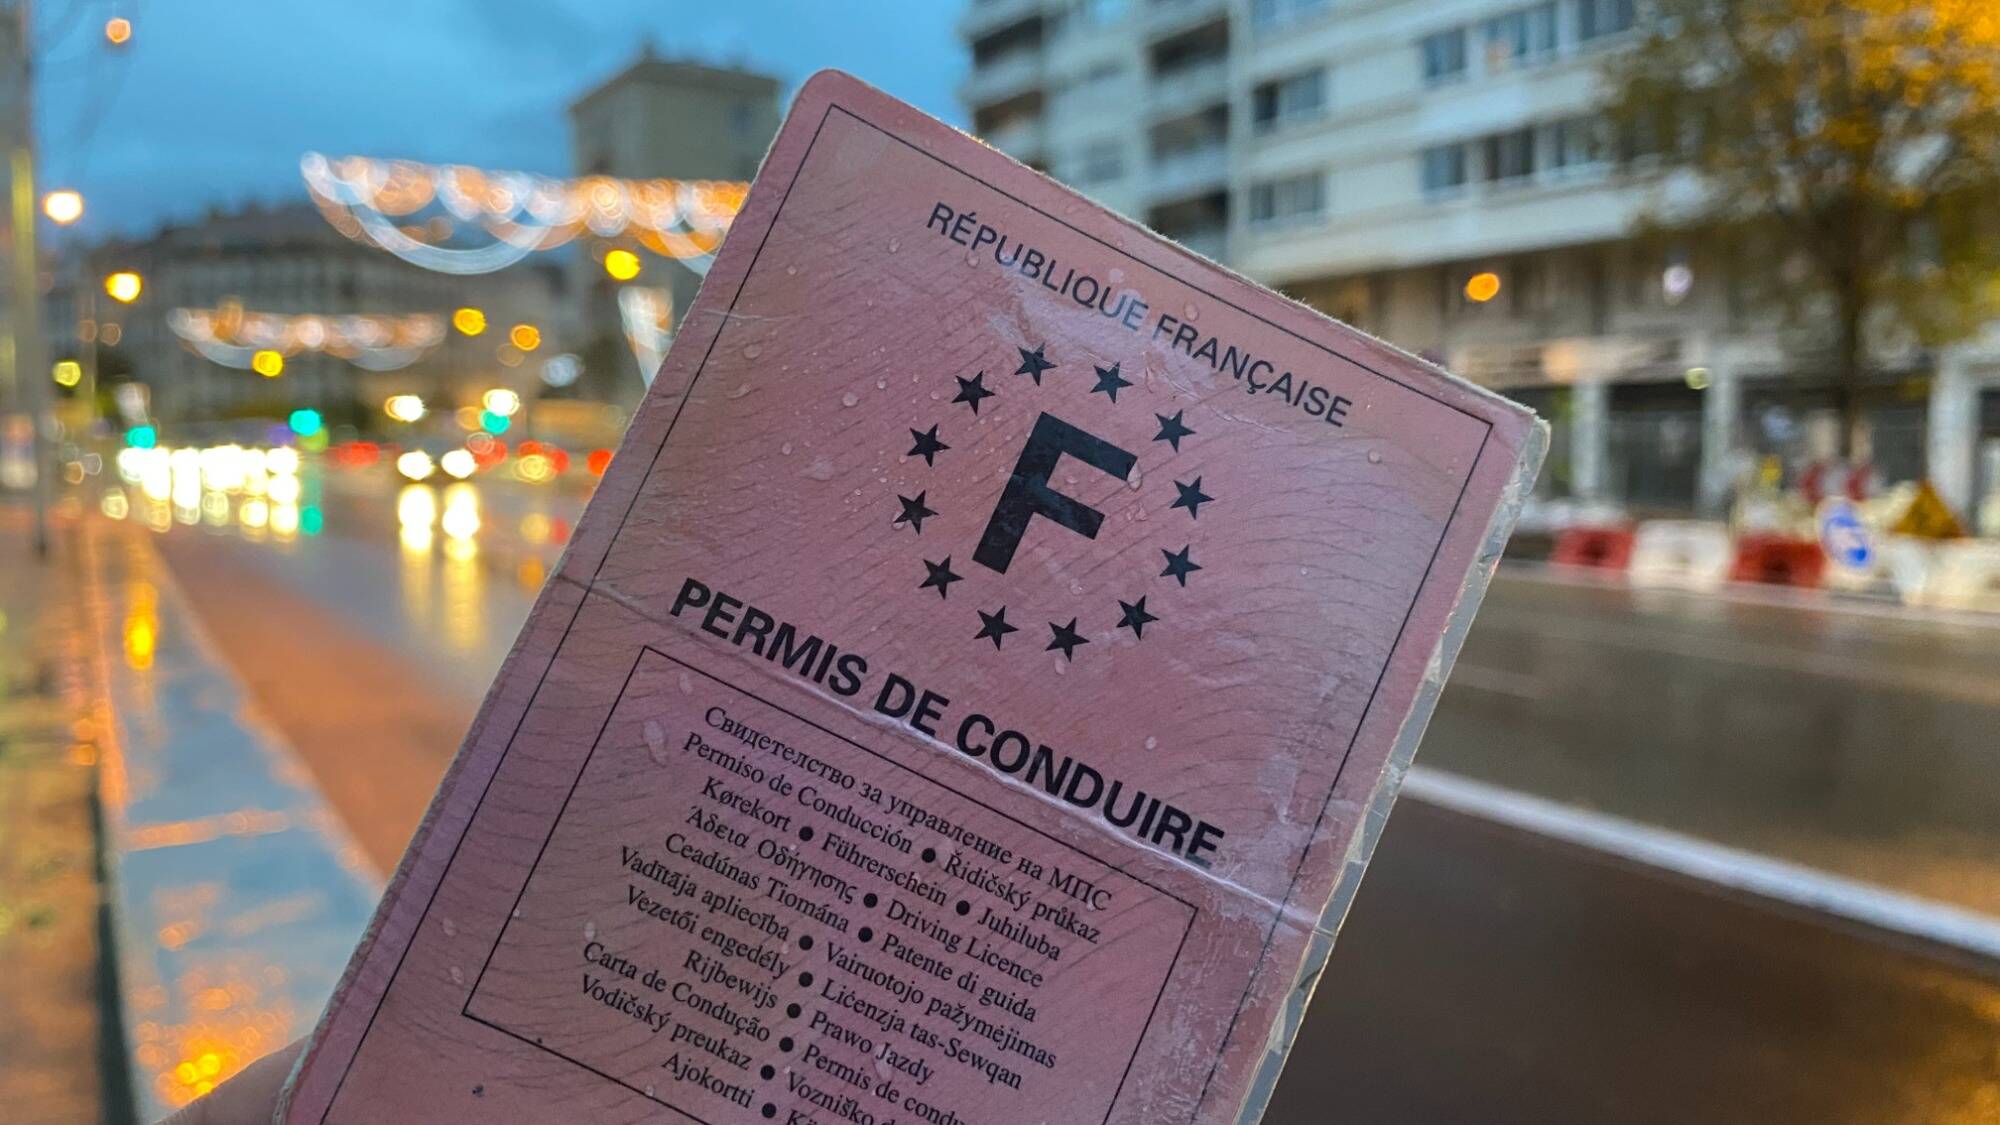 RÉPUBLIQUE FRANÇAISE
F
PERMIS DE CONDUIRE
Свидетелство за управление на МПС
Permiso de Conducción ● Řidičský průkaz
Kørekort ● Führerschein ● Juhiluba
Άδεια Οδήγησης ● Driving Licence
Ceadúnas Tiomána ● Patente di guida
Vadītāja apliecība ● Vairuotojo pažymėjimas
Vezetői engedély ● Liċenzja tas-Sewqan
Rijbewijs ● Prawo Jazdy
Carta de Condução ● Permis de
Vodičský preukaz ● Vozniško
Ajokortti ●